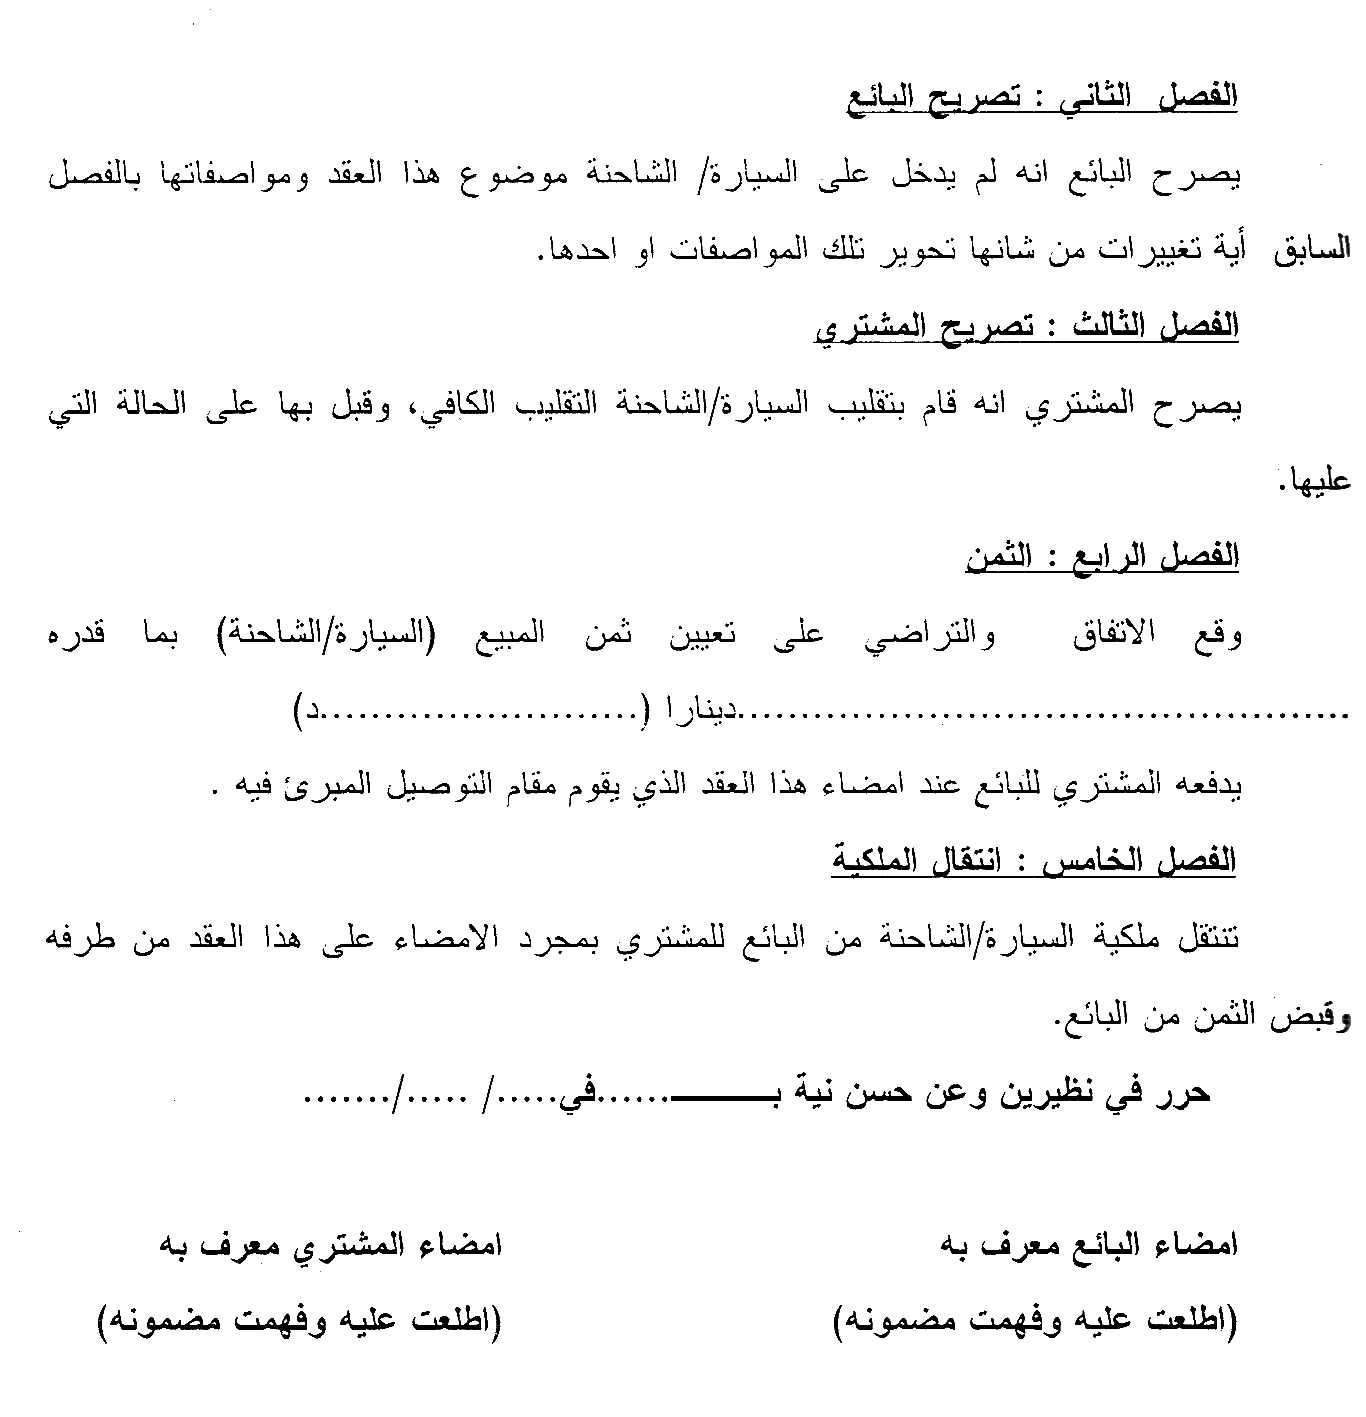 الفصل الثاني : تصريح البائع
يصرح البائع انه لم يدخل على السيارة/ الشاحنة موضوع هذا العقد ومواصفاتها بالفصل
السابق أية تغييرات من شانها تحوير تلك المواصفات او احدها.
الفصل الثالث : تصريح المشتري
يصرح المشتري انه قام بتقليب السيارة/الشاحنة التقليب الكافي، وقبل بها على الحالة التي
عليها.
الفصل الرابع : الثمن
وقع الاتفاق والتراضي على تعيين ثمن المبيع (السيارة/الشاحنة) بما قدره
................................................دينارا (.........................د)
يدفعه المشتري للبائع عند امضاء هذا العقد الذي يقوم مقام التوصيل المبرئ فيه .
الفصل الخامس : انتقال الملكية
تنتقل ملكية السيارة/الشاحنة من البائع للمشتري بمجرد الامضاء على هذا العقد من طرفه
وقبض الثمن من البائع.
حرر في نظيرين وعن حسن نية بـــــــ......في...../ ...../.......
امضاء البائع معرف به امضاء المشتري معرف به
(اطلعت عليه وفهمت مضمونه) (اطلعت عليه وفهمت مضمونه)